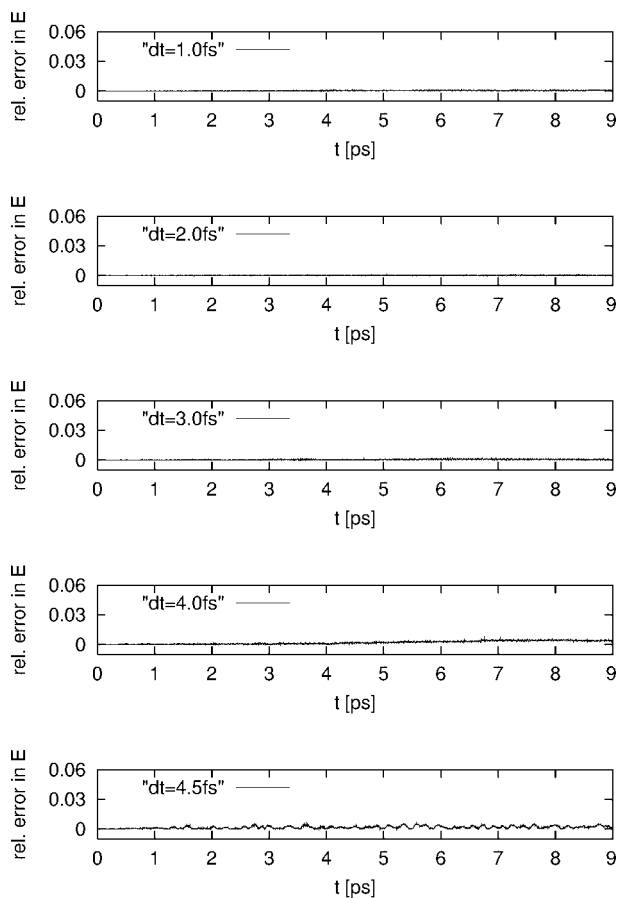 rel. error in E
0.06
0.03
0
"dt=1.0fs"
0 1 2 3 4 5 6 7 8 9
t [ps]
rel. error in E
0.06
0.03
0
"dt=2.0fs"
0 1 2 3 4 5 6 7 8 9
t [ps]
rel. error in E
0.06
0.03
0
"dt=3.0fs"
0 1 2 3 4 5 6 7 8 9
t [ps]
rel. error in E
0.06
0.03
0
"dt=4.0fs"
0 1 2 3 4 5 6 7 8 9
t [ps]
rel. error in E
0.06
0.03
0
"dt=4.5fs"
0 1 2 3 4 5 6 7 8 9
t [ps]